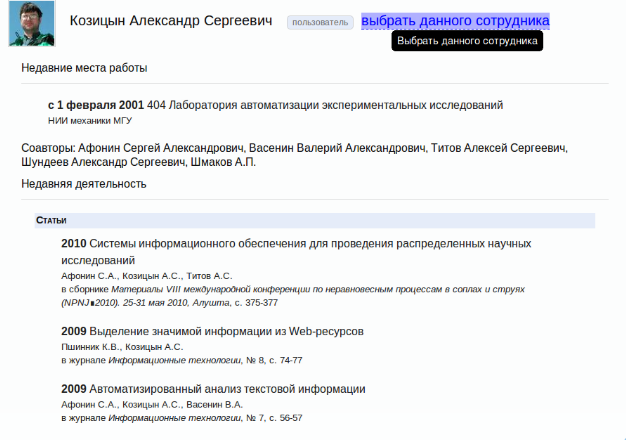 Козицын Александр Сергеевич пользователь выбрать данного сотрудника
Выбрать данного сотрудника
Недавние места работы
с 1 февраля 2001 404 Лаборатория автоматизации экспериментальных исследований
НИИ механики МГУ
Соавторы: Афонин Сергей Александрович, Васенин Валерий Александрович, Титов Алексей Сергеевич,
Шундеев Александр Сергеевич, Шмаков А.П.
Недавняя деятельность
Статьи
2010 Системы информационного обеспечения для проведения распределенных научных
исследований
Афонин С.А., Козицын А.С., Титов А.С.
в сборнике Материалы VIII международной конференции по неравновесным процессам в соплах и струях
(NPNJ∎2010). 25-31 мая 2010, Алушта, с. 375-377
2009 Выделение значимой информации из Web-ресурсов
Пшинник К.В., Козицын А.С.
в журнале Информационные технологии, № 8, с. 74-77
2009 Автоматизированный анализ текстовой информации
Афонин С.А., Козицын А.С., Васенин В.А.
в журнале Информационные технологии, № 7, с. 56-57